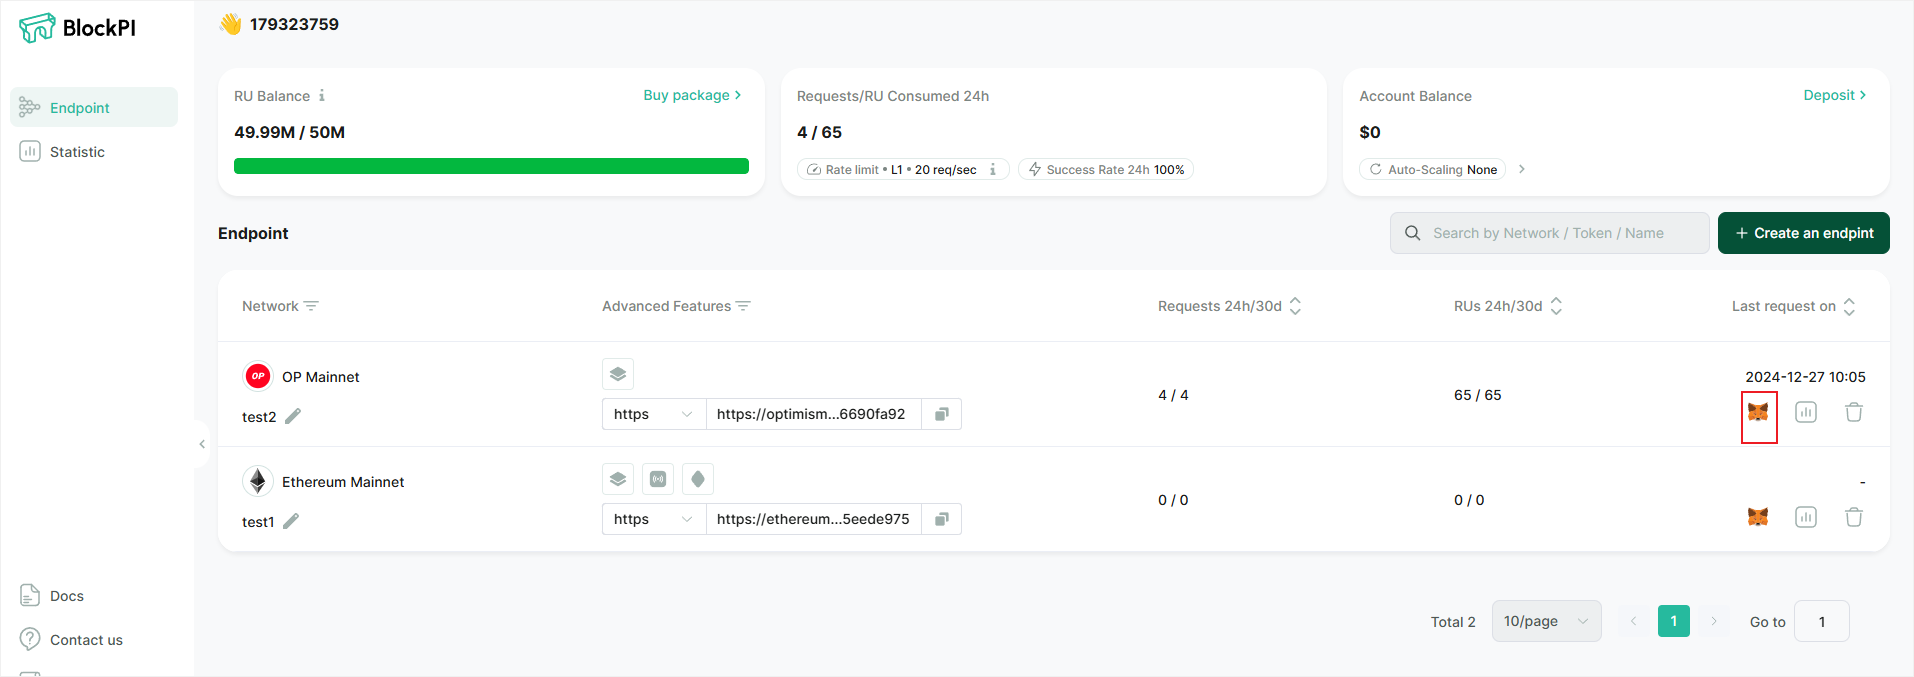 BlockPI
👋 179323759
Endpoint
Statistic
RU Balance
Buy package
49.99M / 50M
Requests/RU Consumed 24h
4 / 65
Rate limit • L1 • 20 req/sec
Success Rate 24h 100%
Account Balance
Deposit
$0
Auto-Scaling None
Endpoint
Search by Network / Token / Name
+ Create an endpint
Network
Advanced Features
Requests 24h/30d
RUs 24h/30d
Last request on
OP
OP Mainnet
test2
https
https://optimism...6690fa92
4 / 4
65 / 65
2024-12-27 10:05
Ethereum Mainnet
test1
https
https://ethereum...5eede975
0 / 0
0 / 0
-
Docs
Contact us
Total 2
10/page
1
Go to
1